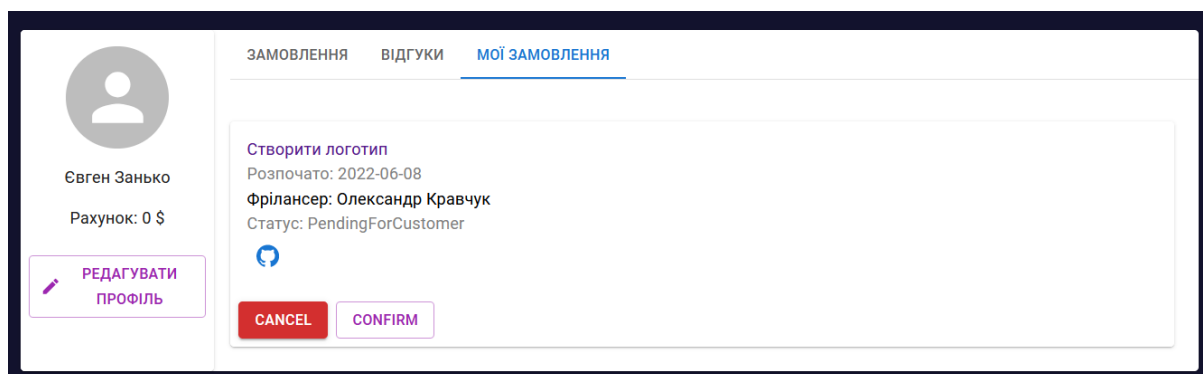 ЗАМОВЛЕННЯ ВІДГУКИ МОЇ ЗАМОВЛЕННЯ
Євген Занько
Рахунок: 0 $
РЕДАГУВАТИ
ПРОФІЛЬ
Створити логотип
Розпочато: 2022-06-08
Фрілансер: Олександр Кравчук
Статус: PendingForCustomer
CANCEL CONFIRM